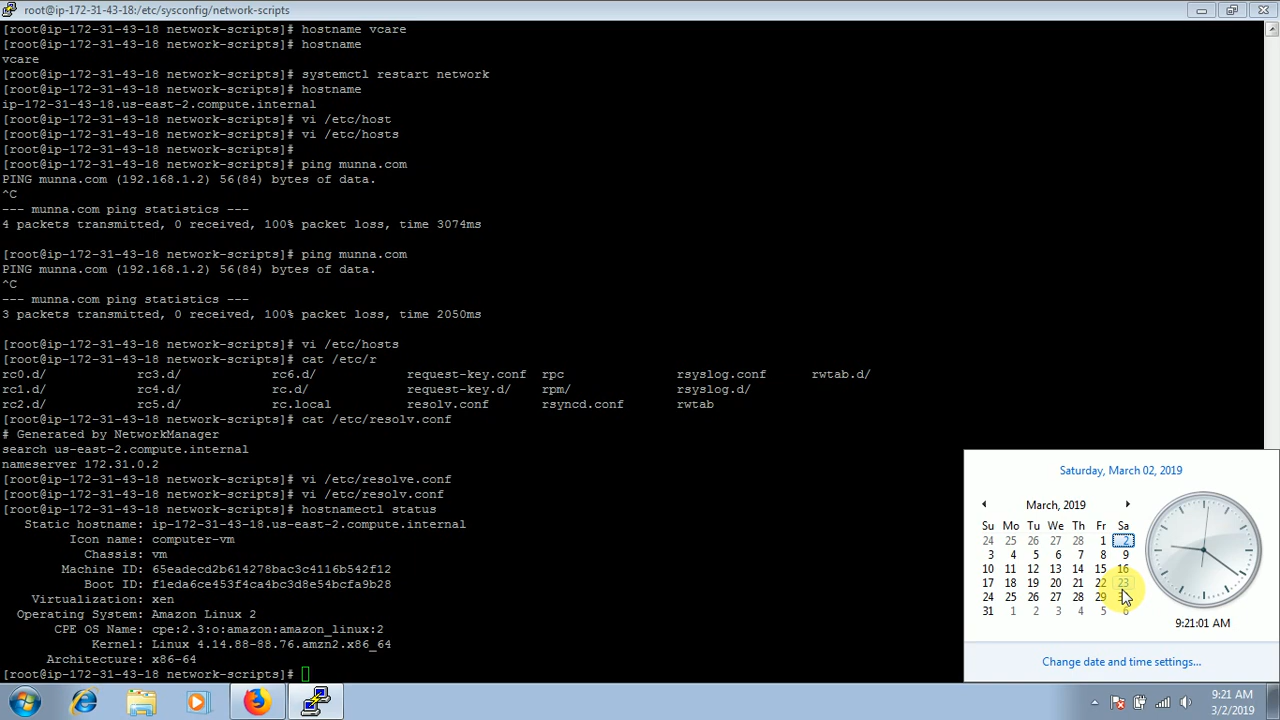 root@ip-172-31-43-18:/etc/sysconfig/network-scripts
[root@ip-172-31-43-18 network-scripts]# hostname vcare
[root@ip-172-31-43-18 network-scripts]# hostname
vcare
[root@ip-172-31-43-18 network-scripts]# systemctl restart network
[root@ip-172-31-43-18 network-scripts]# hostname
ip-172-31-43-18.us-east-2.compute.internal
[root@ip-172-31-43-18 network-scripts]# vi /etc/host
[root@ip-172-31-43-18 network-scripts]# vi /etc/hosts
[root@ip-172-31-43-18 network-scripts]#
[root@ip-172-31-43-18 network-scripts]# ping munna.com
PING munna.com (192.168.1.2) 56(84) bytes of data.
^C
--- munna.com ping statistics ---
4 packets transmitted, 0 received, 100% packet loss, time 3074ms
[root@ip-172-31-43-18 network-scripts]# ping munna.com
PING munna.com (192.168.1.2) 56(84) bytes of data.
^C
--- munna.com ping statistics ---
3 packets transmitted, 0 received, 100% packet loss, time 2050ms
[root@ip-172-31-43-18 network-scripts]# vi /etc/hosts
[root@ip-172-31-43-18 network-scripts]# cat /etc/r
rc0.d/ rc3.d/ rc6.d/ request-key.conf rpc rsyslog.conf rwtab.d/
rc1.d/ rc4.d/ rc.d/ request-key.d/ rpm/ rsyslog.d/
rc2.d/ rc5.d/ rc.local resolv.conf rsyncd.conf rwtab
[root@ip-172-31-43-18 network-scripts]# cat /etc/resolv.conf
# Generated by NetworkManager
search us-east-2.compute.internal
nameserver 172.31.0.2
[root@ip-172-31-43-18 network-scripts]# vi /etc/resolve.conf
[root@ip-172-31-43-18 network-scripts]# vi /etc/resolv.conf
[root@ip-172-31-43-18 network-scripts]# hostnamectl status
Static hostname: ip-172-31-43-18.us-east-2.compute.internal
Icon name: computer-vm
Chassis: vm
Machine ID: 65eadecd2b614278bac3c4116b542f12
Boot ID: f1eda6ce453f4ca4bc3d8e54bcfa9b28
Virtualization: xen
Operating System: Amazon Linux 2
CPE OS Name: cpe:2.3:o:amazon:amazon_linux:2
Kernel: Linux 4.14.88-88.76.amzn2.x86_64
Architecture: x86-64
[root@ip-172-31-43-18 network-scripts]#
Saturday, March 02, 2019
March, 2019
Su Mo Tu We Th Fr Sa
24 25 26 27 28 1 2
3 4 5 6 7 8 9
10 11 12 13 14 15 16
17 18 19 20 21 22 23
24 25 26 27 28 29
31 1 2 3 4 5 6
9:21:01 AM
Change date and time settings...
9:21 AM
3/2/2019